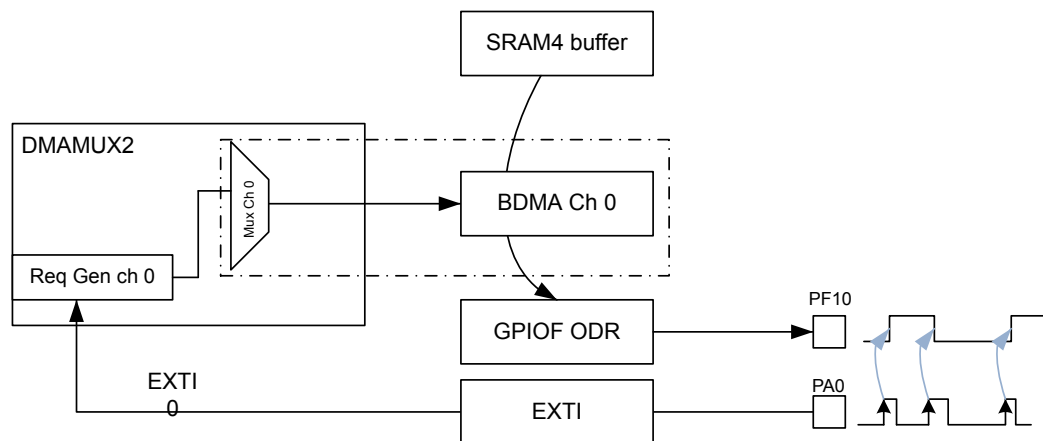 SRAM4 buffer
DMAMUX2
Mux Ch 0
BDMA Ch 0
Req Gen ch 0
PF10
GPIOF ODR
EXTI
0
PA0
EXTI